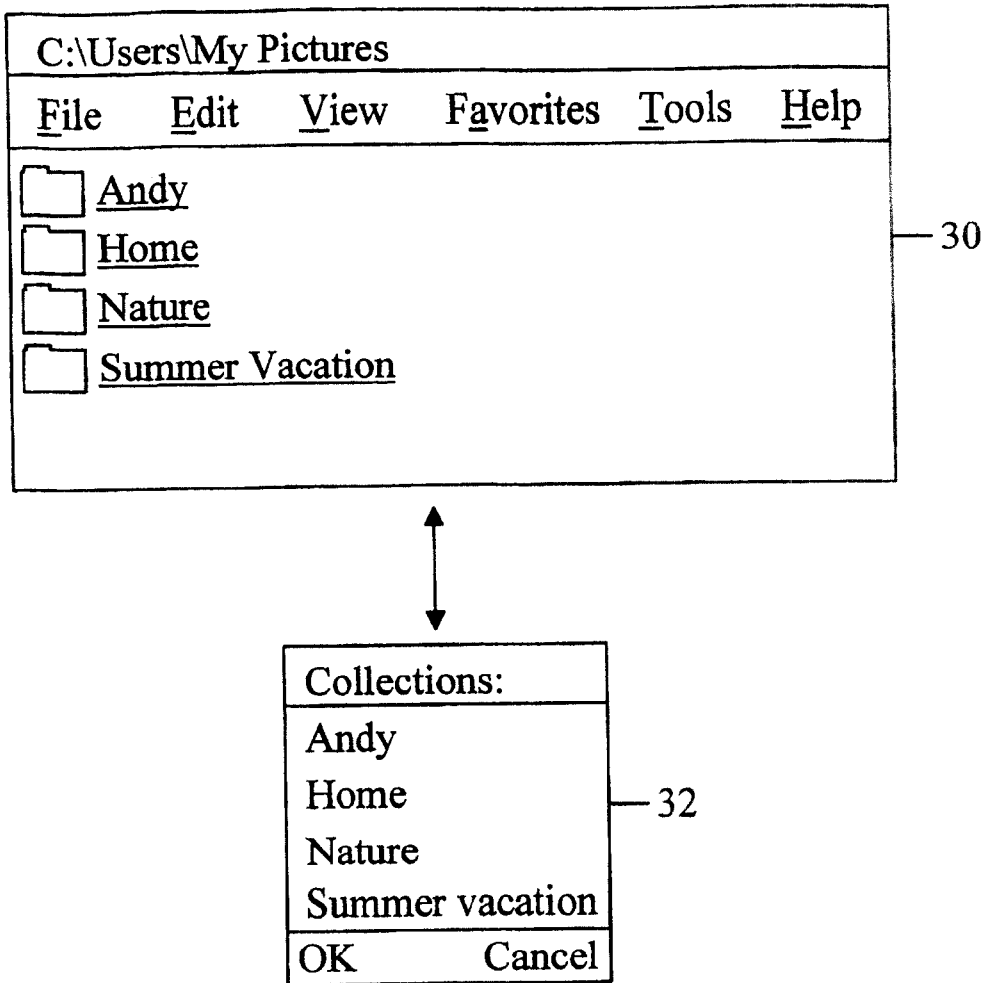 C:\Users\My Pictures
File Edit View Favorites Tools Help
Andy
Home
30
Nature
Summer Vacation
Collections:
Andy
Home
32
Nature
Summer vacation
OK Cancel